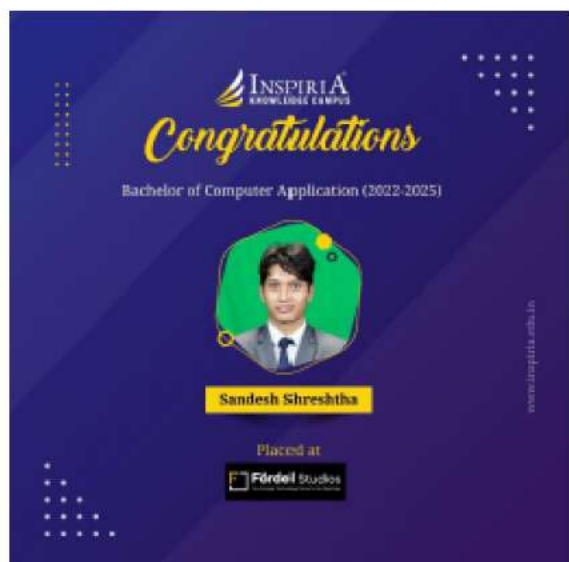 INSPIRIA
KNOWLEDGE CAMPUS
Congratulations
Bachelor of Computer Application (2022-2025)
www.inspiria.edu.in
Sandesh Shreshtha
Placed at
Fördeil Studios